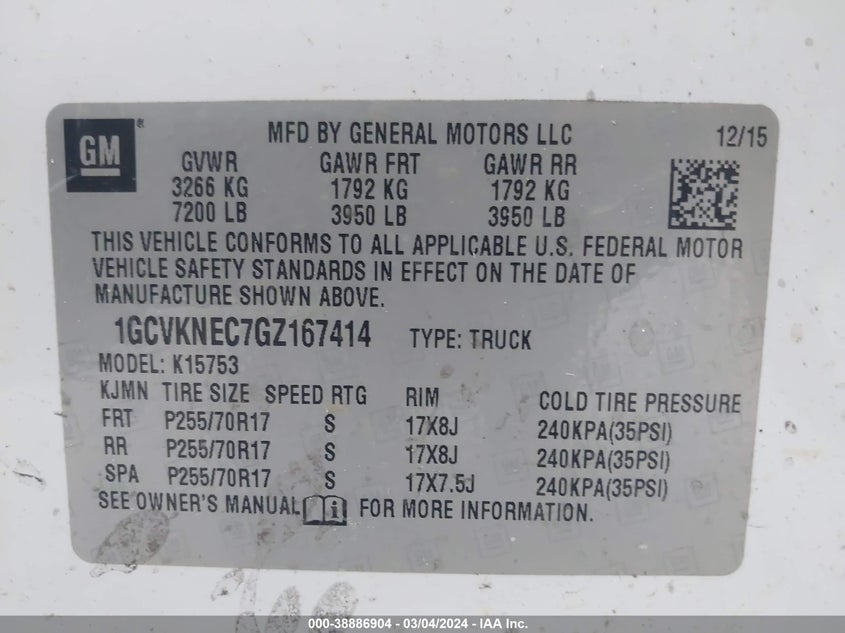 GM ® MFD BY GENERAL MOTORS LLC 12/15
GVWR GAWR FRT GAWR RR
3266 KG 1792 KG 1792 KG
7200 LB 3950 LB 3950 LB
THIS VEHICLE CONFORMS TO ALL APPLICABLE U.S. FEDERAL MOTOR
VEHICLE SAFETY STANDARDS IN EFFECT ON THE DATE OF
MANUFACTURE SHOWN ABOVE.
1GCVKNEC7GZ167414 TYPE: TRUCK
MODEL: K15753
KJMN TIRE SIZE SPEED RTG RIM COLD TIRE PRESSURE
FRT P255/70R17 S 17X8J 240KPA(35PSI)
RR P255/70R17 S 17X8J 240KPA(35PSI)
SPA P255/70R17 S 17X7.5J 240KPA(35PSI)
SEE OWNER'S MANUAL i FOR MORE INFORMATION.
000-38886904 - 03/04/2024 - IAA Inc.